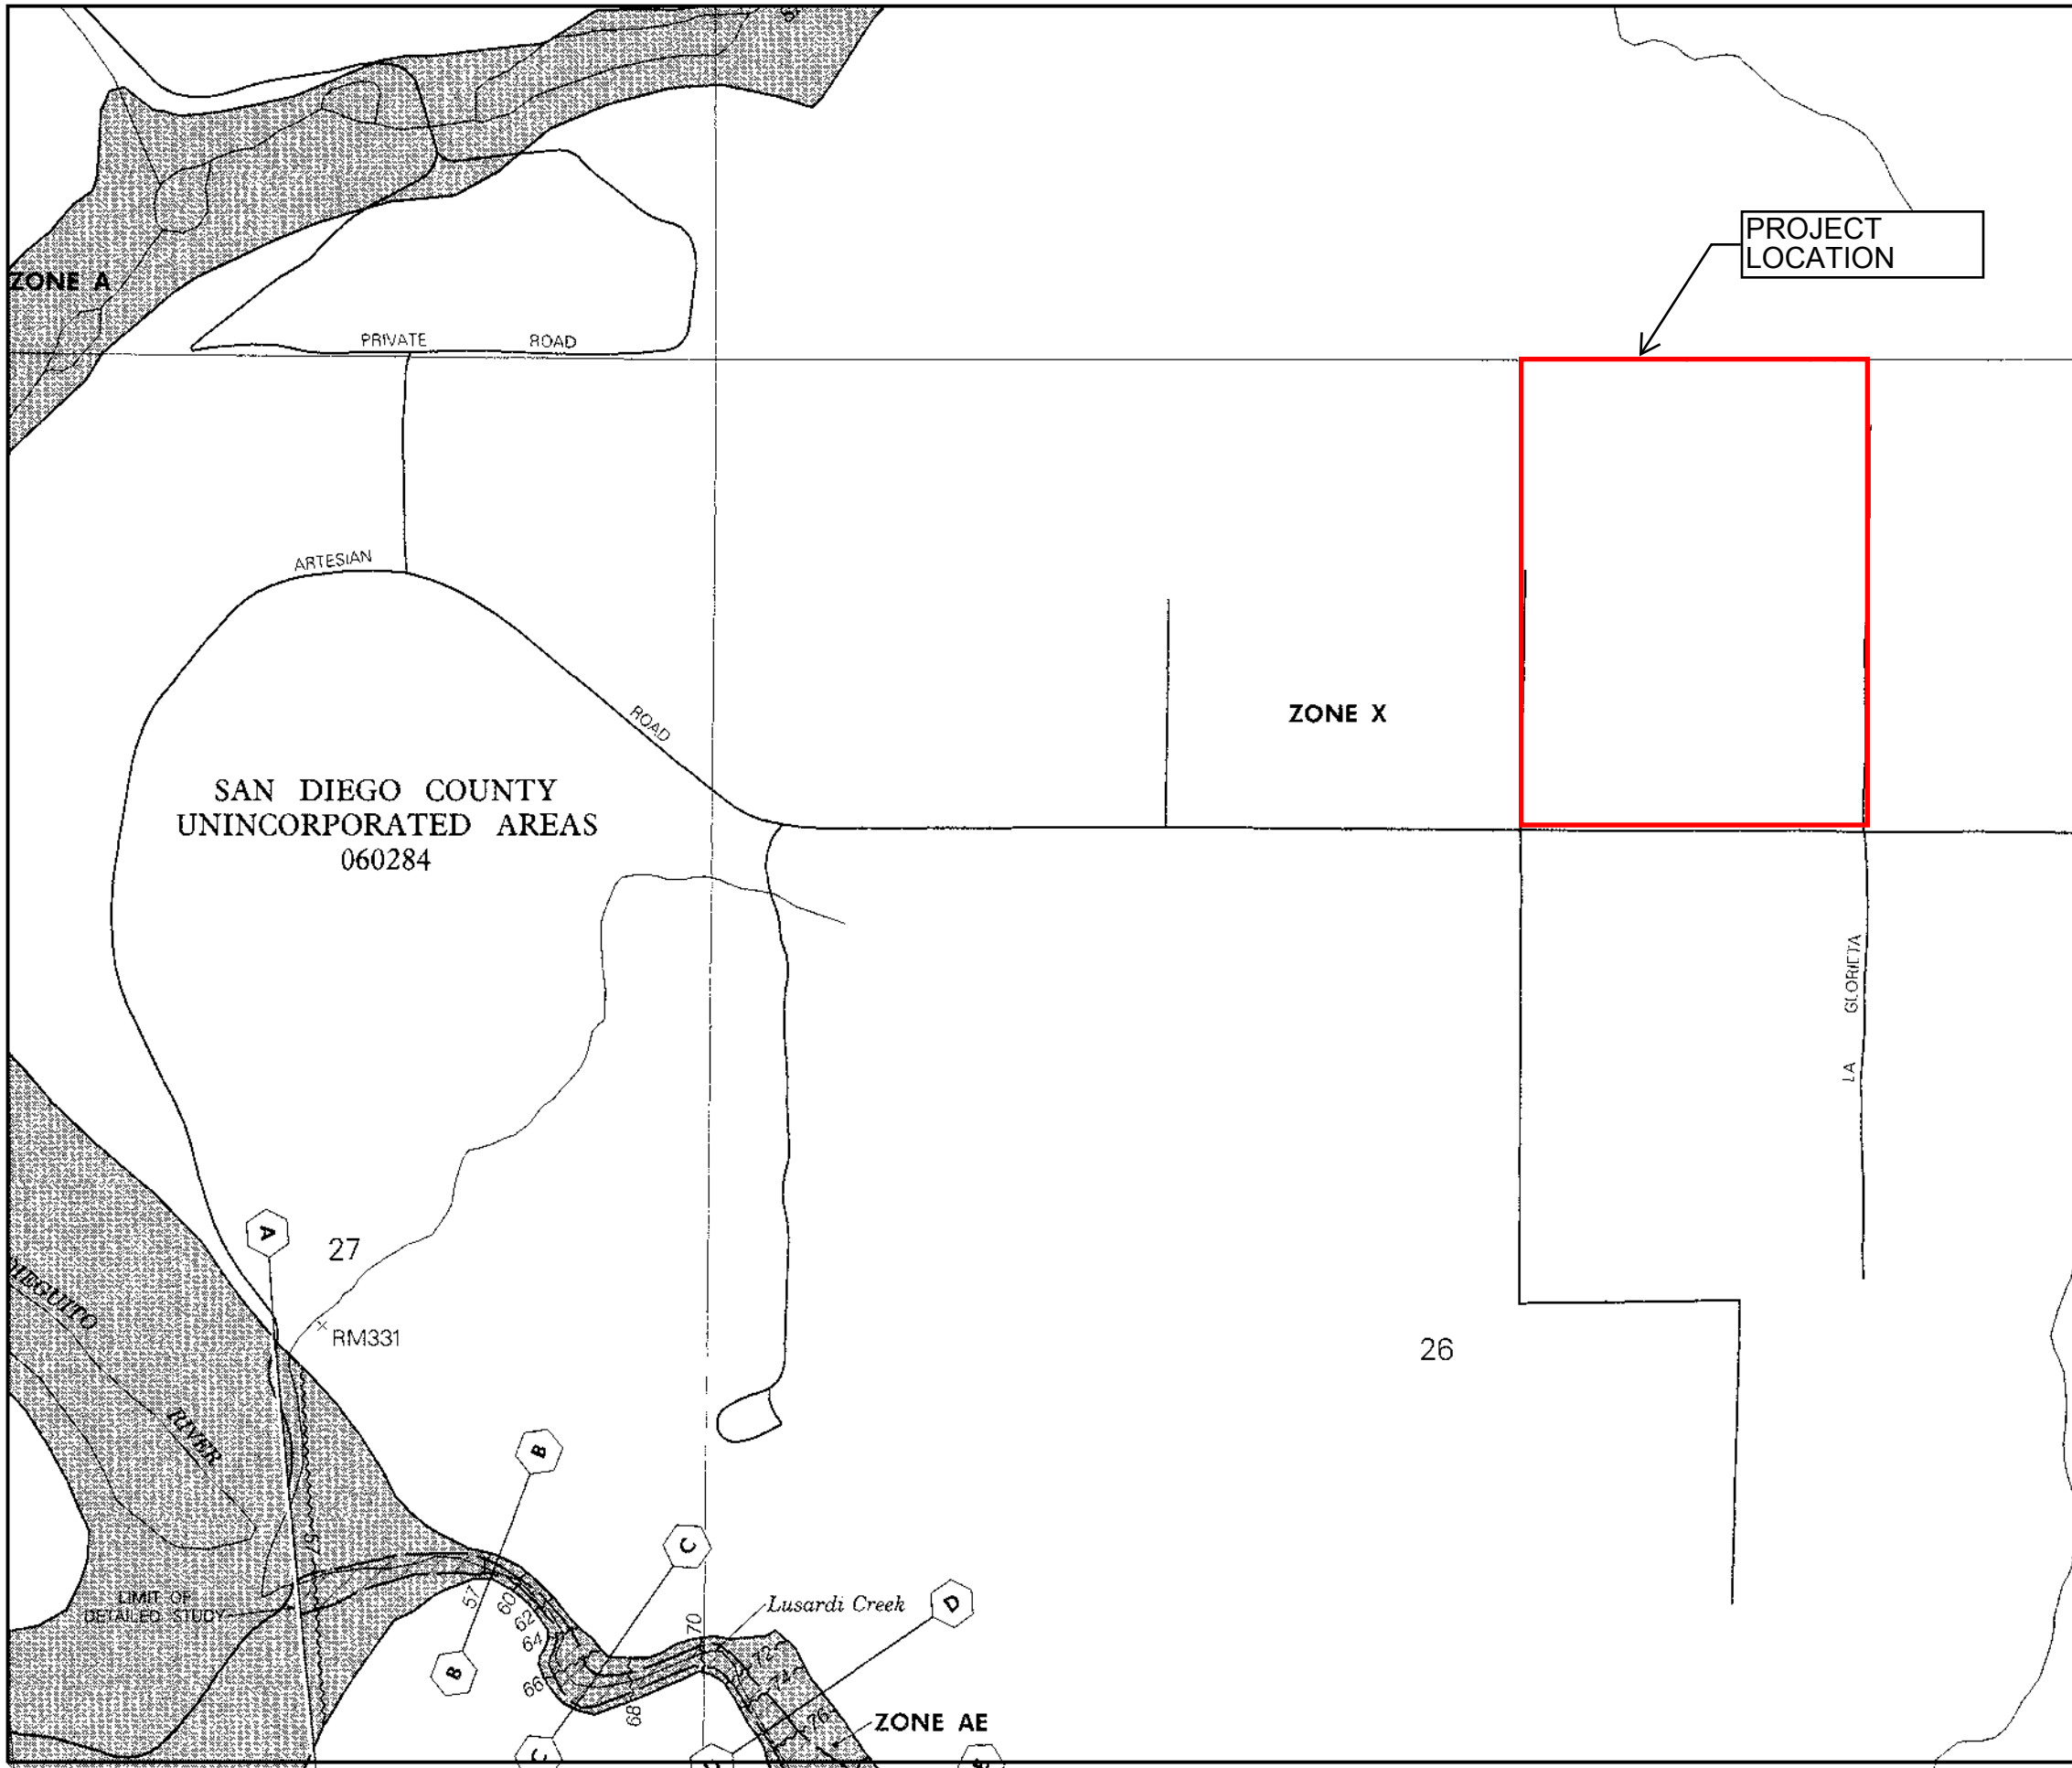 PROJECT
LOCATION
ZONE A
PRIVATE ROAD
ARTESIAN
ROAD
ZONE X
SAN DIEGO COUNTY
UNINCORPORATED AREAS
060284
LA GLORIETA
A
27
RM331
26
DIEGUITO
RIVER
B
C
57
LIMIT OF
DETAILED STUDY
57
60
62
64
66
68
70
Lusardi Creek
D
72
74
76
B
ZONE AE
C